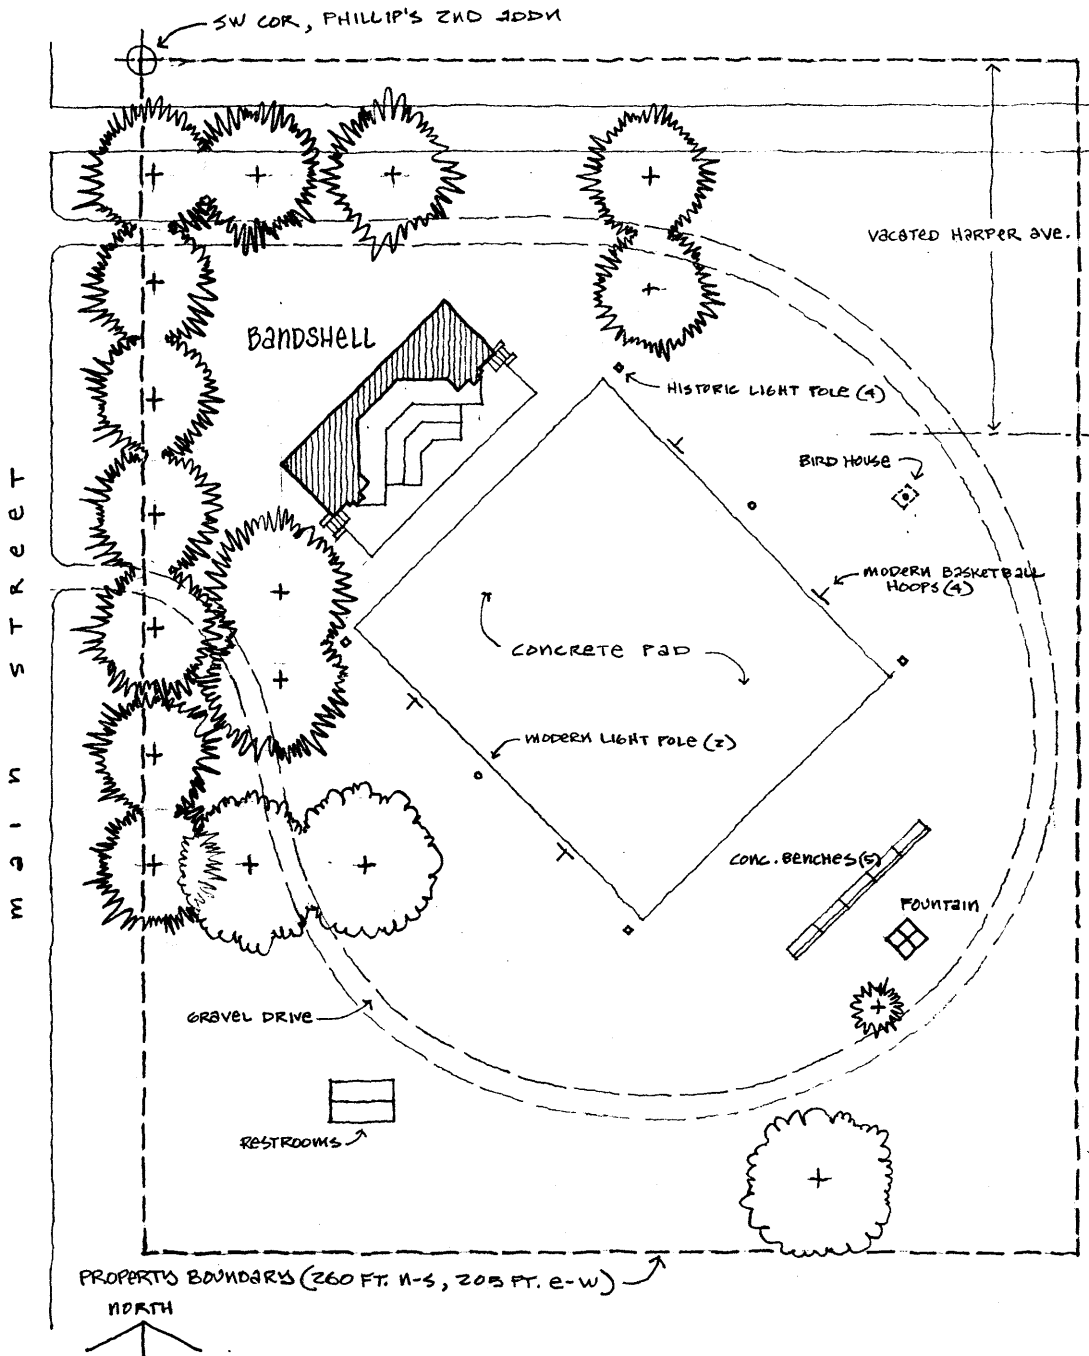 SW COR, PHILLIP'S 2ND ADDN
VACATED HARPER AVE.
BANDSHELL
HISTORIC LIGHT POLE (4)
BIRD HOUSE
MODERN BASKETBALL
HOOPS (4)
MAIN STREET
CONCRETE PAD
MODERN LIGHT POLE (2)
CONC. BENCHES (5)
FOUNTAIN
GRAVEL DRIVE
RESTROOMS
PROPERTY BOUNDARY (260 FT. N-S, 205 FT. E-W)
NORTH